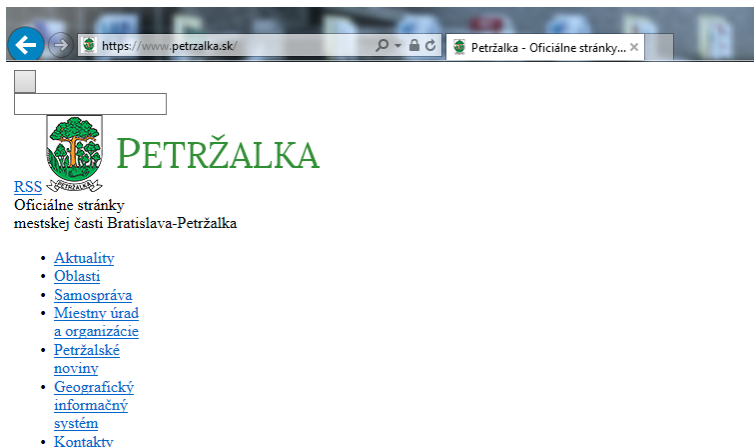 https://www.petrzalka.sk/
Petržalka - Oficiálne stránky...
PETRŽALKA
RSS
PETRŽALKA
Oficiálne stránky
mestskej časti Bratislava-Petržalka
Aktuality
Oblasti
Samospráva
Miestny úrad
a organizácie
Petržalské
noviny
Geografický
informačný
systém
Kontakty